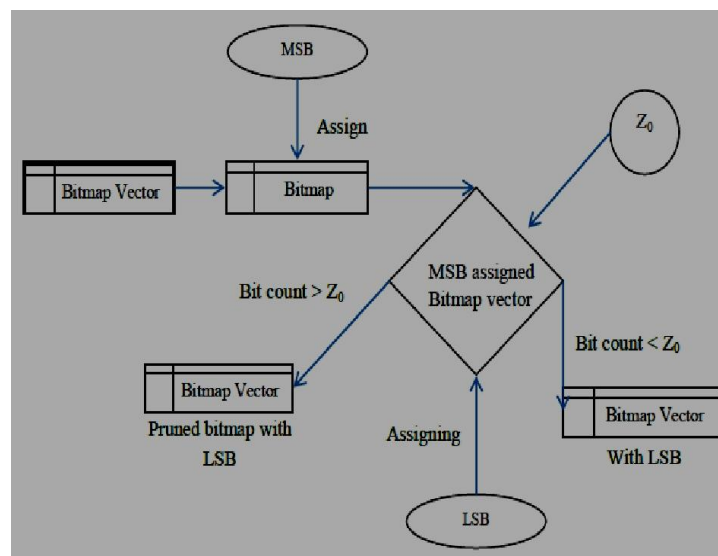 MSB
Assign
Z₀
Bitmap Vector
Bitmap
MSB assigned
Bitmap vector
Bit count > Z₀
Bit count < Z₀
Bitmap Vector
Pruned bitmap with
LSB
Assigning
Bitmap Vector
With LSB
LSB